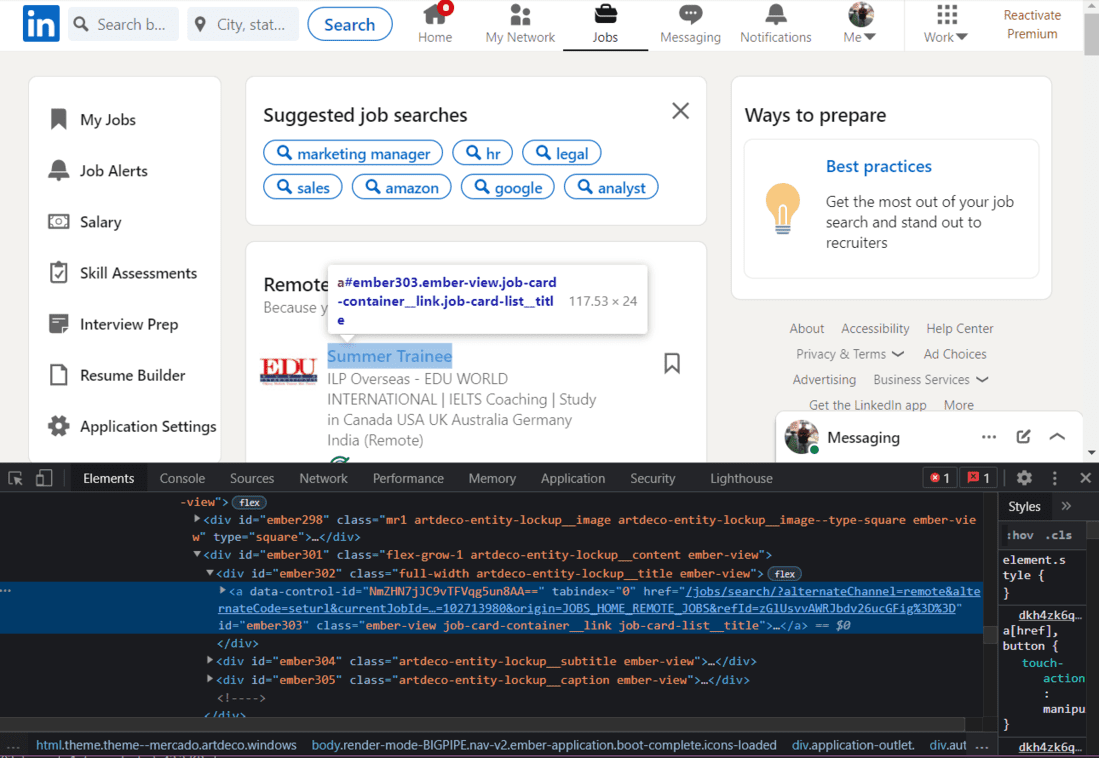 in Search b... City, stat... Search Home My Network Jobs Messaging Notifications Me Work Reactivate
Premium
My Jobs
Job Alerts
Salary
Skill Assessments
Interview Prep
Resume Builder
Application Settings
Suggested job searches
marketing manager hr legal
sales amazon google analyst
Remote
Because y
a#ember303.ember-view.job-card
-container__link.job-card-list__titl
e
117.53 × 24
EDU
Summer Trainee
ILP Overseas - EDU WORLD
INTERNATIONAL | IELTS Coaching | Study
in Canada USA UK Australia Germany
India (Remote)
Ways to prepare
Best practices
Get the most out of your job
search and stand out to
recruiters
About Accessibility Help Center
Privacy & Terms Ad Choices
Advertising Business Services
Get the LinkedIn app More
Messaging
Elements Console Sources Network Performance Memory Application Security Lighthouse 1 1
-view"> flex
<div id="ember298" class="mr1 artdeco-entity-lockup__image artdeco-entity-lockup__image--type-square ember-vie
w" type="square">…</div>
<div id="ember301" class="flex-grow-1 artdeco-entity-lockup__content ember-view">
<div id="ember302" class="full-width artdeco-entity-lockup__title ember-view"> flex
<a data-control-id="NmZHN7jJC9vTFVqg5un8AA==" tabindex="0" href="/jobs/search/?alternateChannel=remote&alte
rnateCode=seturl&currentJobId=…=102713980&origin=JOBS_HOME_REMOTE_JOBS&refId=zGlUsvvAWRJbdv26ucGFig%3D%3D"
id="ember303" class="ember-view job-card-container__link job-card-list__title">…</a> == $0
</div>
<div id="ember304" class="artdeco-entity-lockup__subtitle ember-view">…</div>
<div id="ember305" class="artdeco-entity-lockup__caption ember-view">…</div>
<!---->
</div>
Styles
:hov .cls
element.s
tyle {
}
dkh4zk6q…
a[href],
button {
touch-
action
:
manipu
}
dkh4zk6q…
... html.theme.theme--mercado.artdeco.windows body.render-mode-BIGPIPE.nav-v2.ember-application.boot-complete.icons-loaded div.application-outlet. div.aut ...